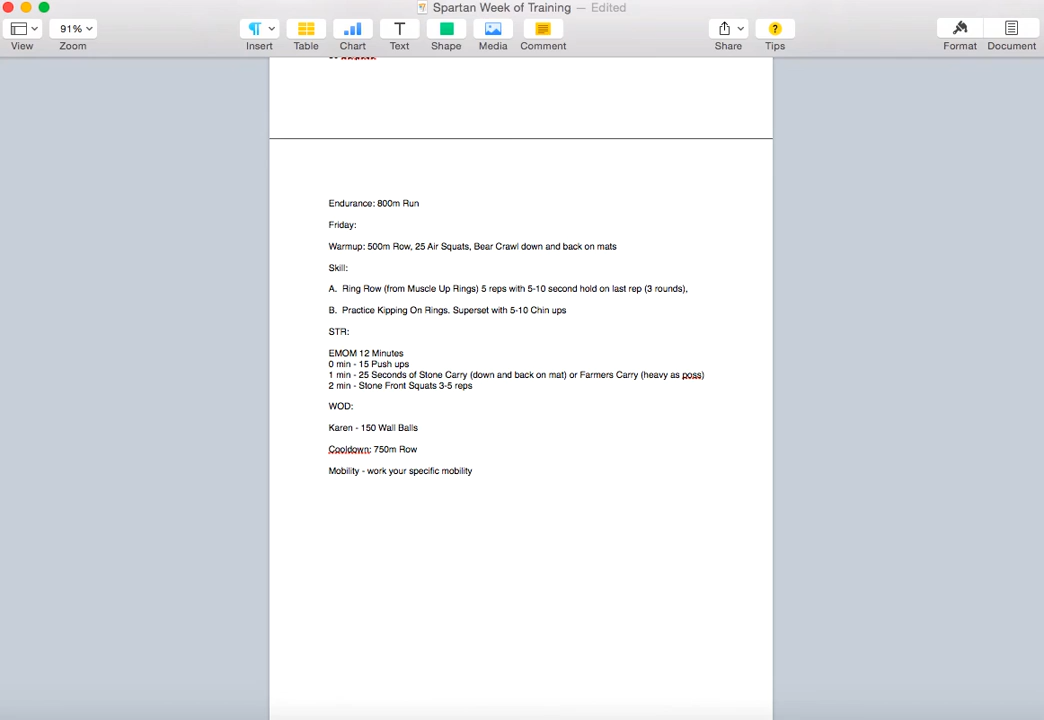 Spartan Week of Training — Edited
91%
View
Zoom
Insert
Table
Chart
Text
Shape
Media
Comment
Share
Tips
Format
Document
Endurance: 800m Run
Friday:
Warmup: 500m Row, 25 Air Squats, Bear Crawl down and back on mats
Skill:
A. Ring Row (from Muscle Up Rings) 5 reps with 5-10 second hold on last rep (3 rounds),
B. Practice Kipping On Rings. Superset with 5-10 Chin ups
STR:
EMOM 12 Minutes
0 min - 15 Push ups
1 min - 25 Seconds of Stone Carry (down and back on mat) or Farmers Carry (heavy as poss)
2 min - Stone Front Squats 3-5 reps
WOD:
Karen - 150 Wall Balls
Cooldown: 750m Row
Mobility - work your specific mobility